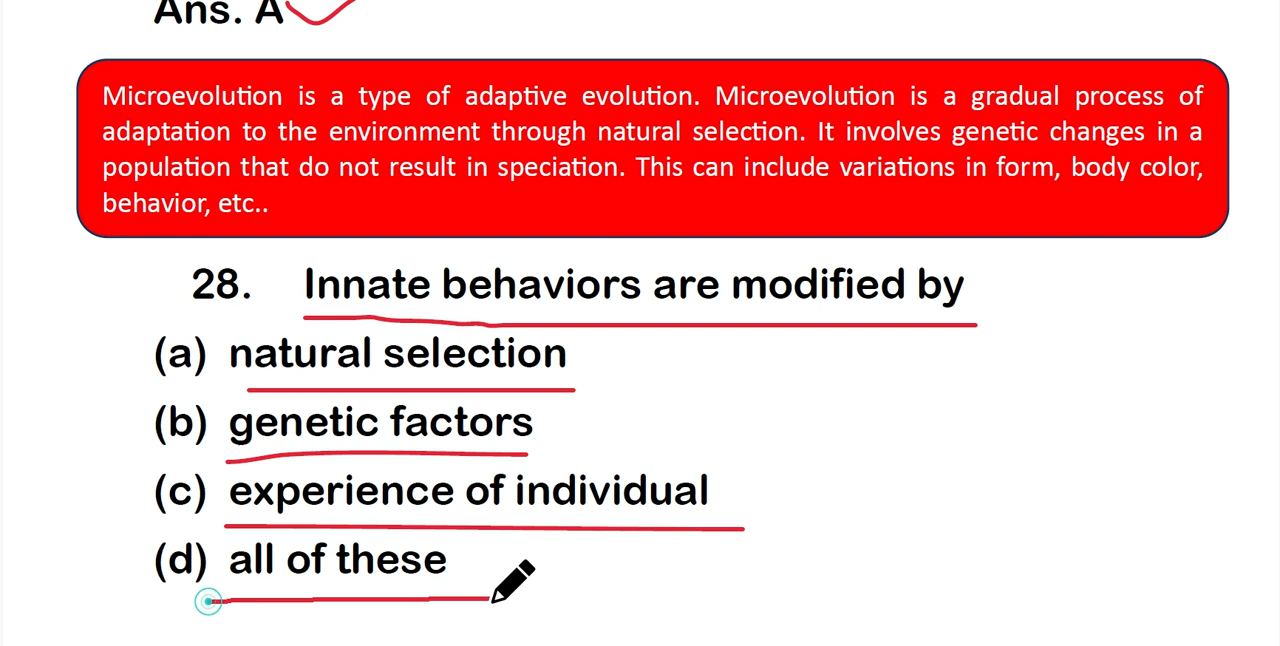 Ans. A
Microevolution is a type of adaptive evolution. Microevolution is a gradual process of
adaptation to the environment through natural selection. It involves genetic changes in a
population that do not result in speciation. This can include variations in form, body color,
behavior, etc..
28. Innate behaviors are modified by
(a) natural selection
(b) genetic factors
(c) experience of individual
(d) all of these